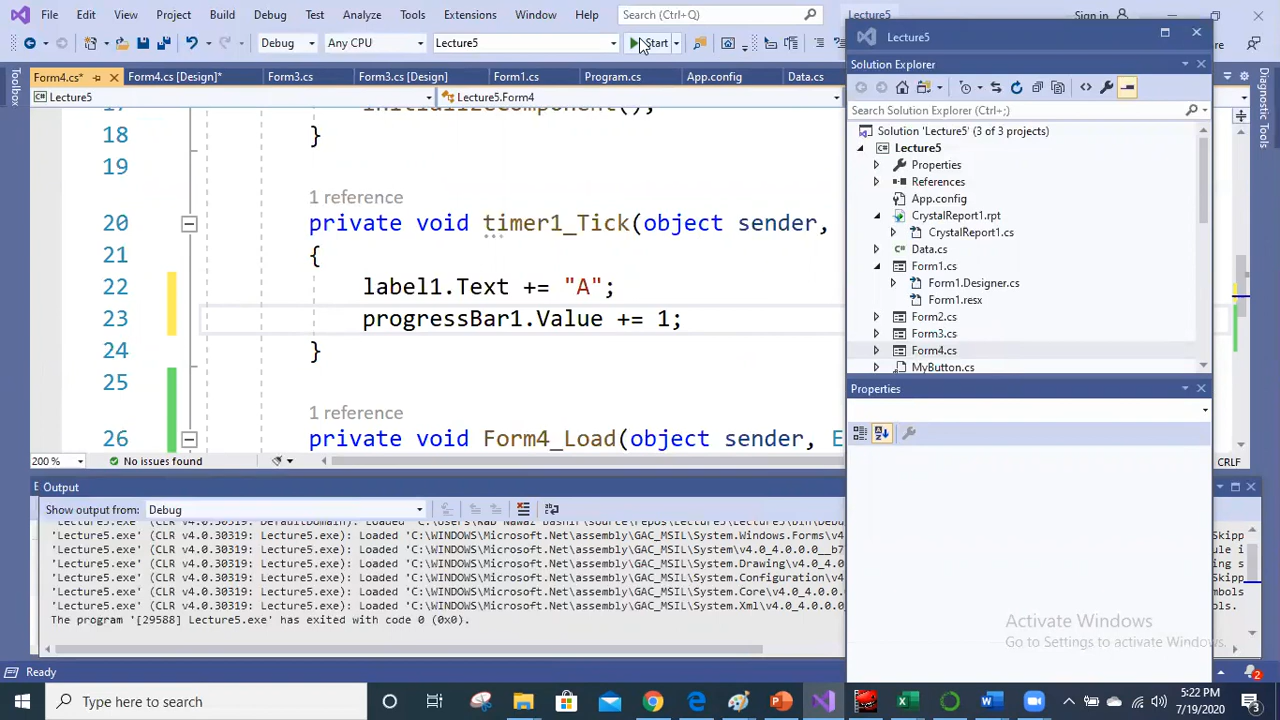 File Edit View Project Build Debug Test Analyze Tools Extensions Window Help Search (Ctrl+Q) Lecture5 Sign in
Debug Any CPU Lecture5 Start
Lecture5
Form4.cs* Form4.cs [Design]* Form3.cs Form3.cs [Design] Form1.cs Program.cs App.config Data.cs
Toolbox
Lecture5 Lecture5.Form4
17
18 }
19
1 reference
20 private void timer1_Tick(object sender,
21 {
22 label1.Text += "A";
23 progressBar1.Value += 1;
24 }
25
1 reference
26 private void Form4_Load(object sender, E
200 % No issues found CRLF
Solution Explorer
Search Solution Explorer (Ctrl+;)
Solution 'Lecture5' (3 of 3 projects)
Lecture5
Properties
References
App.config
CrystalReport1.rpt
CrystalReport1.cs
Data.cs
Form1.cs
Form1.Designer.cs
Form1.resx
Form2.cs
Form3.cs
Form4.cs
MyButton.cs
Properties
Diagnostic Tools
Output
Show output from: Debug
'Lecture5.exe' (CLR v4.0.30319: Lecture5.exe): Loaded 'C:\WINDOWS\Microsoft.Net\assembly\GAC_MSIL\System.Windows.Forms\v4 Skipp
'Lecture5.exe' (CLR v4.0.30319: Lecture5.exe): Loaded 'C:\WINDOWS\Microsoft.Net\assembly\GAC_MSIL\System\v4.0_4.0.0.0__b7 ule i
'Lecture5.exe' (CLR v4.0.30319: Lecture5.exe): Loaded 'C:\WINDOWS\Microsoft.Net\assembly\GAC_MSIL\System.Drawing\v4.0_4.0 ng s
'Lecture5.exe' (CLR v4.0.30319: Lecture5.exe): Loaded 'C:\WINDOWS\Microsoft.Net\assembly\GAC_MSIL\System.Configuration\v4 Skipp
'Lecture5.exe' (CLR v4.0.30319: Lecture5.exe): Loaded 'C:\WINDOWS\Microsoft.Net\assembly\GAC_MSIL\System.Core\v4.0_4.0.0. mbols
'Lecture5.exe' (CLR v4.0.30319: Lecture5.exe): Loaded 'C:\WINDOWS\Microsoft.Net\assembly\GAC_MSIL\System.Xml\v4.0_4.0.0.0 ols.
The program '[29588] Lecture5.exe' has exited with code 0 (0x0).
Activate Windows
Go to Settings to activate Windows.
Ready 2
Type here to search
5:22 PM
7/19/2020
3